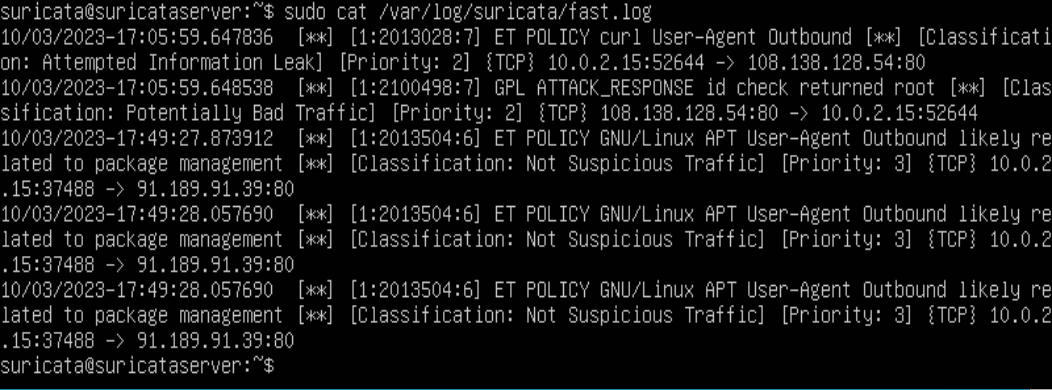 suricata@suricataserver:~$ sudo cat /var/log/suricata/fast.log
10/03/2023-17:05:59.647836  [**] [1:2013028:7] ET POLICY curl User-Agent Outbound [**] [Classificati
on: Attempted Information Leak] [Priority: 2] {TCP} 10.0.2.15:52644 -> 108.138.128.54:80
10/03/2023-17:05:59.648538  [**] [1:2100498:7] GPL ATTACK_RESPONSE id check returned root [**] [Clas
sification: Potentially Bad Traffic] [Priority: 2] {TCP} 108.138.128.54:80 -> 10.0.2.15:52644
10/03/2023-17:49:27.873912  [**] [1:2013504:6] ET POLICY GNU/Linux APT User-Agent Outbound likely re
lated to package management [**] [Classification: Not Suspicious Traffic] [Priority: 3] {TCP} 10.0.2
.15:37488 -> 91.189.91.39:80
10/03/2023-17:49:28.057690  [**] [1:2013504:6] ET POLICY GNU/Linux APT User-Agent Outbound likely re
lated to package management [**] [Classification: Not Suspicious Traffic] [Priority: 3] {TCP} 10.0.2
.15:37488 -> 91.189.91.39:80
10/03/2023-17:49:28.057690  [**] [1:2013504:6] ET POLICY GNU/Linux APT User-Agent Outbound likely re
lated to package management [**] [Classification: Not Suspicious Traffic] [Priority: 3] {TCP} 10.0.2
.15:37488 -> 91.189.91.39:80
suricata@suricataserver:~$